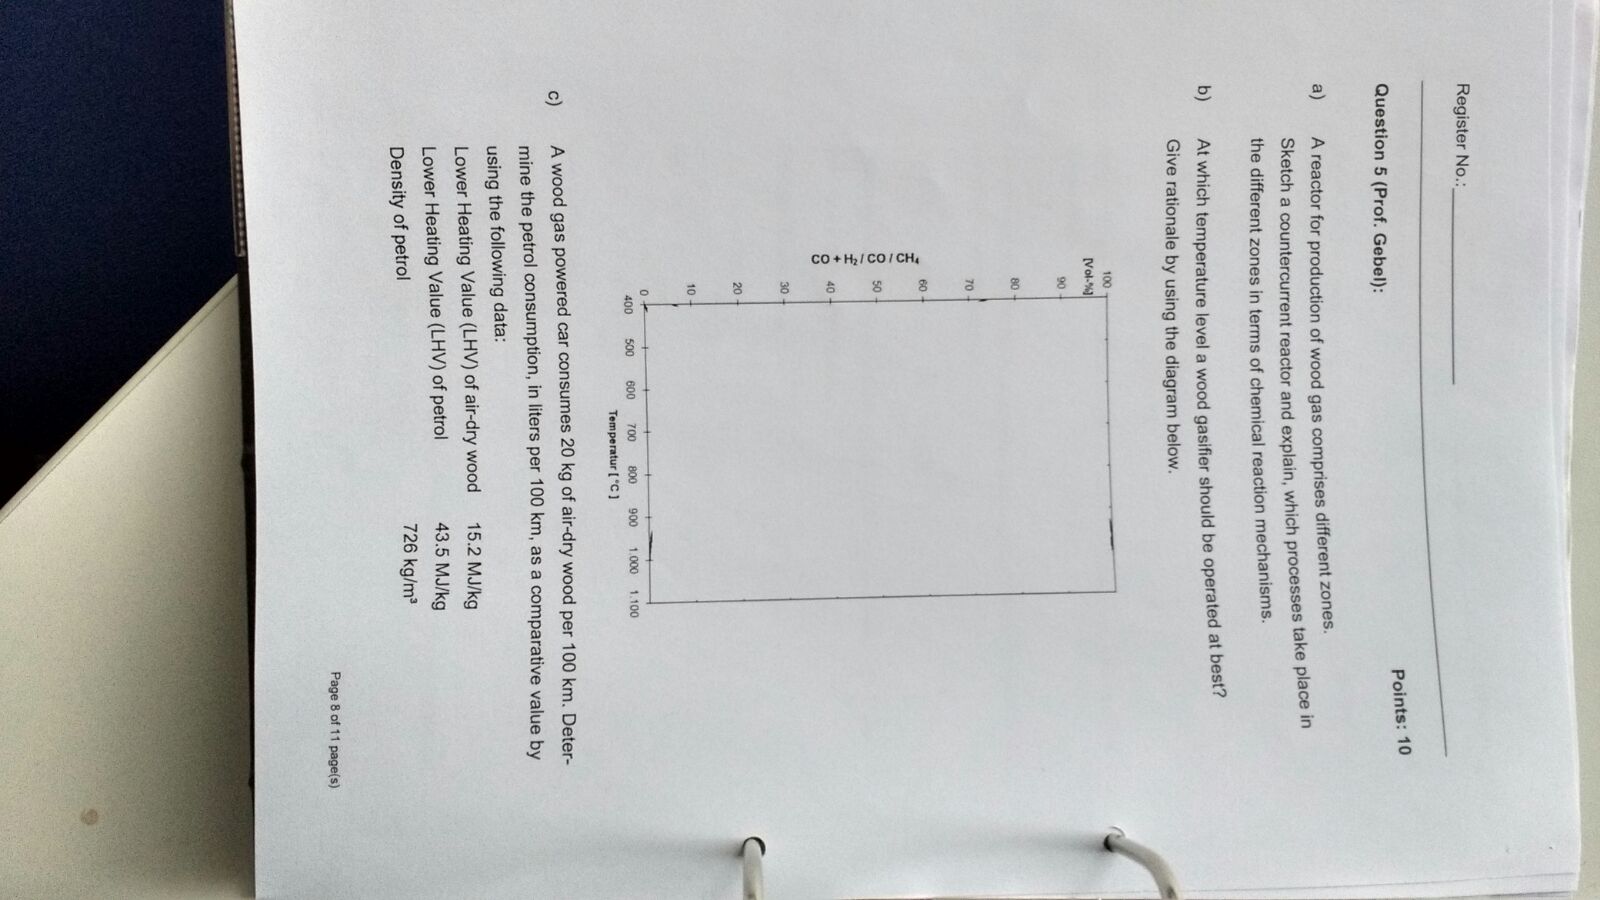 Register No.:
Points: 10
Question 5 (Prof. Gebel):
a) A reactor for production of wood gas comprises different zones.
Sketch a countercurrent reactor and explain, which processes take place in
the different zones in terms of chemical reaction mechanisms.
b) At which temperature level a wood gasifier should be operated at best?
Give rationale by using the diagram below.
100
[Vol-%]
90
80
70
60
50
40
30
20
10
0
CO + H₂ / CO / CH₄
400 500 600 700 800 900 1.000 1.100
Temperatur [ °C ]
c) A wood gas powered car consumes 20 kg of air-dry wood per 100 km. Deter-
mine the petrol consumption, in liters per 100 km, as a comparative value by
using the following data:
Lower Heating Value (LHV) of air-dry wood 15.2 MJ/kg
Lower Heating Value (LHV) of petrol 43.5 MJ/kg
Density of petrol 726 kg/m³
Page 8 of 11 page(s)